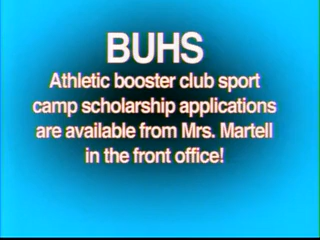 BUHS
Athletic booster club sport
camp scholarship applications
are available from Mrs. Martell
in the front office!